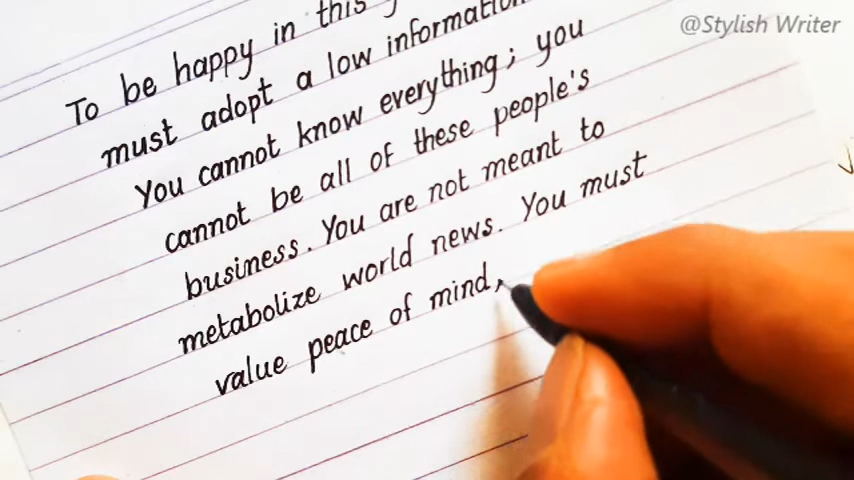 @Stylish Writer
To be happy in this
must adopt a low information
You cannot know everything; you
cannot be all of these people's
business. You are not meant to
metabolize world news. You must
value peace of mind,